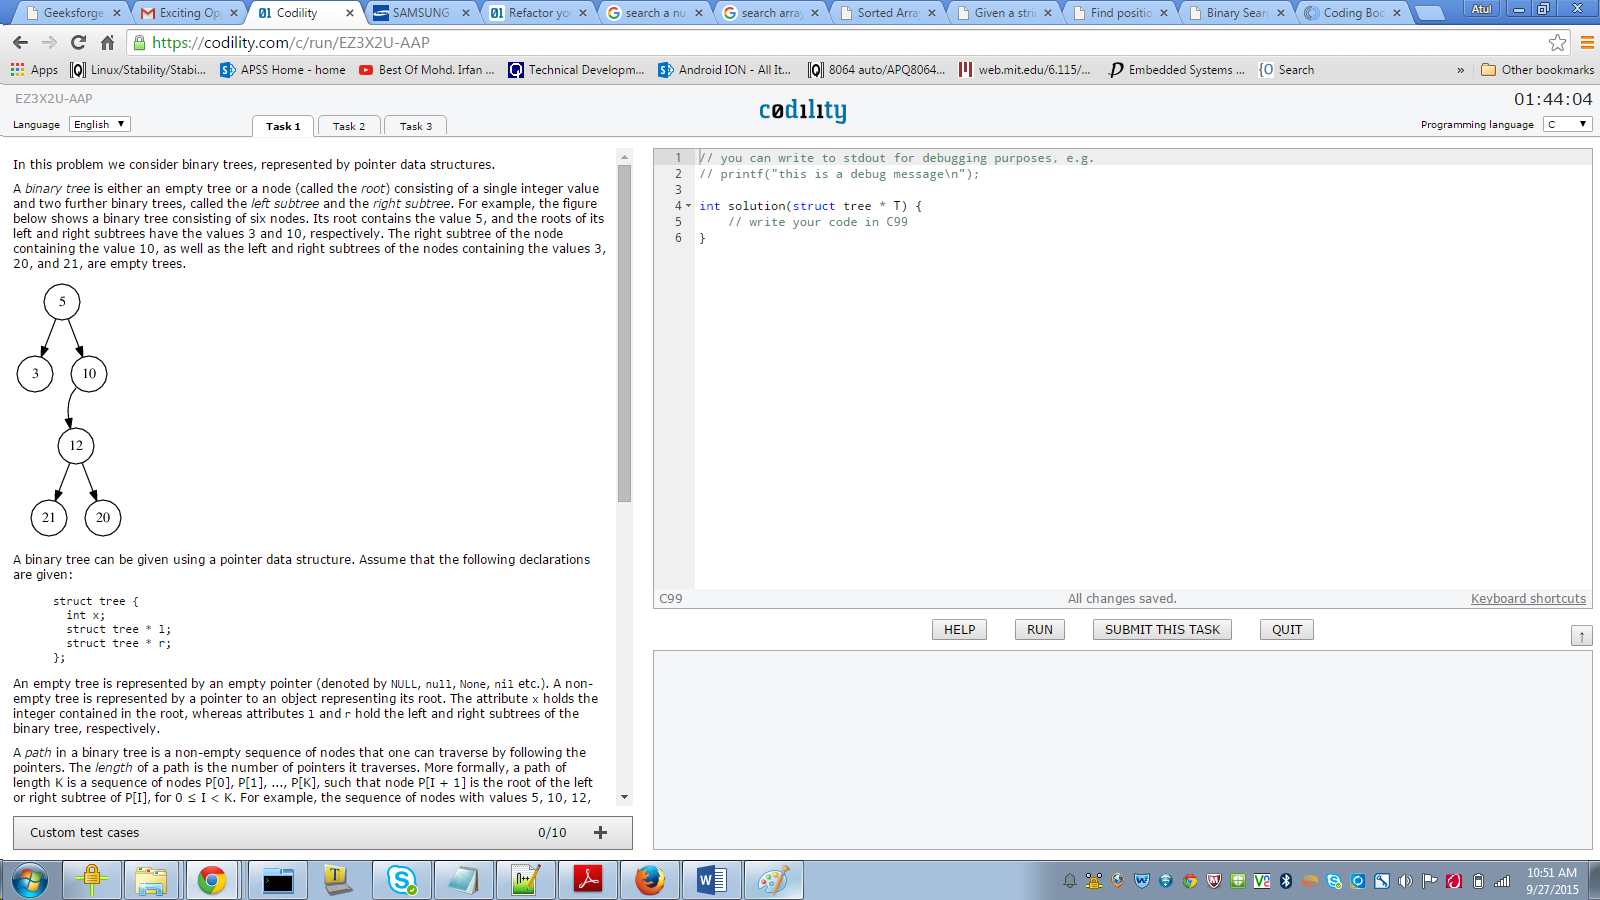 Geeksforge
Exciting Op
Codility
SAMSUNG
Refactor yo
search a nu
search arra
Sorted Arra
Given a stri
Find positio
Binary Sear
Coding Boc
Atul
https://codility.com/c/run/EZ3X2U-AAP
Apps
Linux/Stability/Stabi...
APSS Home - home
Best Of Mohd. Irfan ...
Technical Developm...
Android ION - All It...
8064 auto/APQ8064...
web.mit.edu/6.115/...
Embedded Systems ...
Search
»
Other bookmarks
EZ3X2U-AAP
codility
01:44:04
Language English
Task 1
Task 2
Task 3
Programming language C
In this problem we consider binary trees, represented by pointer data structures.
A binary tree is either an empty tree or a node (called the root) consisting of a single integer value
and two further binary trees, called the left subtree and the right subtree. For example, the figure
below shows a binary tree consisting of six nodes. Its root contains the value 5, and the roots of its
left and right subtrees have the values 3 and 10, respectively. The right subtree of the node
containing the value 10, as well as the left and right subtrees of the nodes containing the values 3,
20, and 21, are empty trees.
5
3 10
12
21 20
A binary tree can be given using a pointer data structure. Assume that the following declarations
are given:
struct tree {
int x;
struct tree * l;
struct tree * r;
};
An empty tree is represented by an empty pointer (denoted by NULL, null, None, nil etc.). A non-
empty tree is represented by a pointer to an object representing its root. The attribute x holds the
integer contained in the root, whereas attributes l and r hold the left and right subtrees of the
binary tree, respectively.
A path in a binary tree is a non-empty sequence of nodes that one can traverse by following the
pointers. The length of a path is the number of pointers it traverses. More formally, a path of
length K is a sequence of nodes P[0], P[1], ..., P[K], such that node P[I + 1] is the root of the left
or right subtree of P[I], for 0 ≤ I < K. For example, the sequence of nodes with values 5, 10, 12,
Custom test cases 0/10 +
1 // you can write to stdout for debugging purposes, e.g.
2 // printf("this is a debug message\n");
3
4 int solution(struct tree * T) {
5 // write your code in C99
6 }
C99 All changes saved. Keyboard shortcuts
HELP
RUN
SUBMIT THIS TASK
QUIT
10:51 AM
9/27/2015